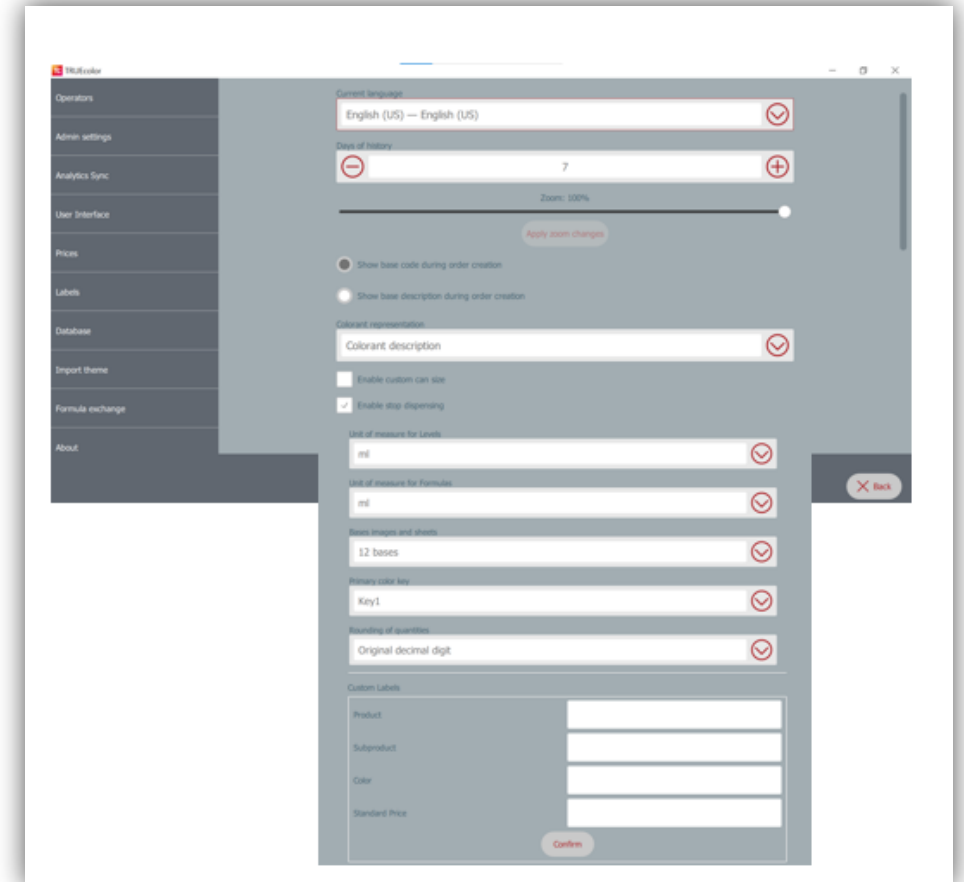 TRUEcolor
Operators
Admin settings
Analytics Sync
User Interface
Prices
Labels
Database
Import theme
Formula exchange
About
Current language
English (US) — English (US)
Days of history
7
Zoom: 100%
Apply zoom changes
Show base code during order creation
Show base description during order creation
Colorant representation
Colorant description
Enable custom can size
Enable stop dispensing
Unit of measure for Levels
ml
Unit of measure for Formulas
ml
Bases images and sheets
12 bases
Primary color key
Key1
Rounding of quantities
Original decimal digit
Custom Labels
Product
Subproduct
Color
Standard Price
Confirm
Back